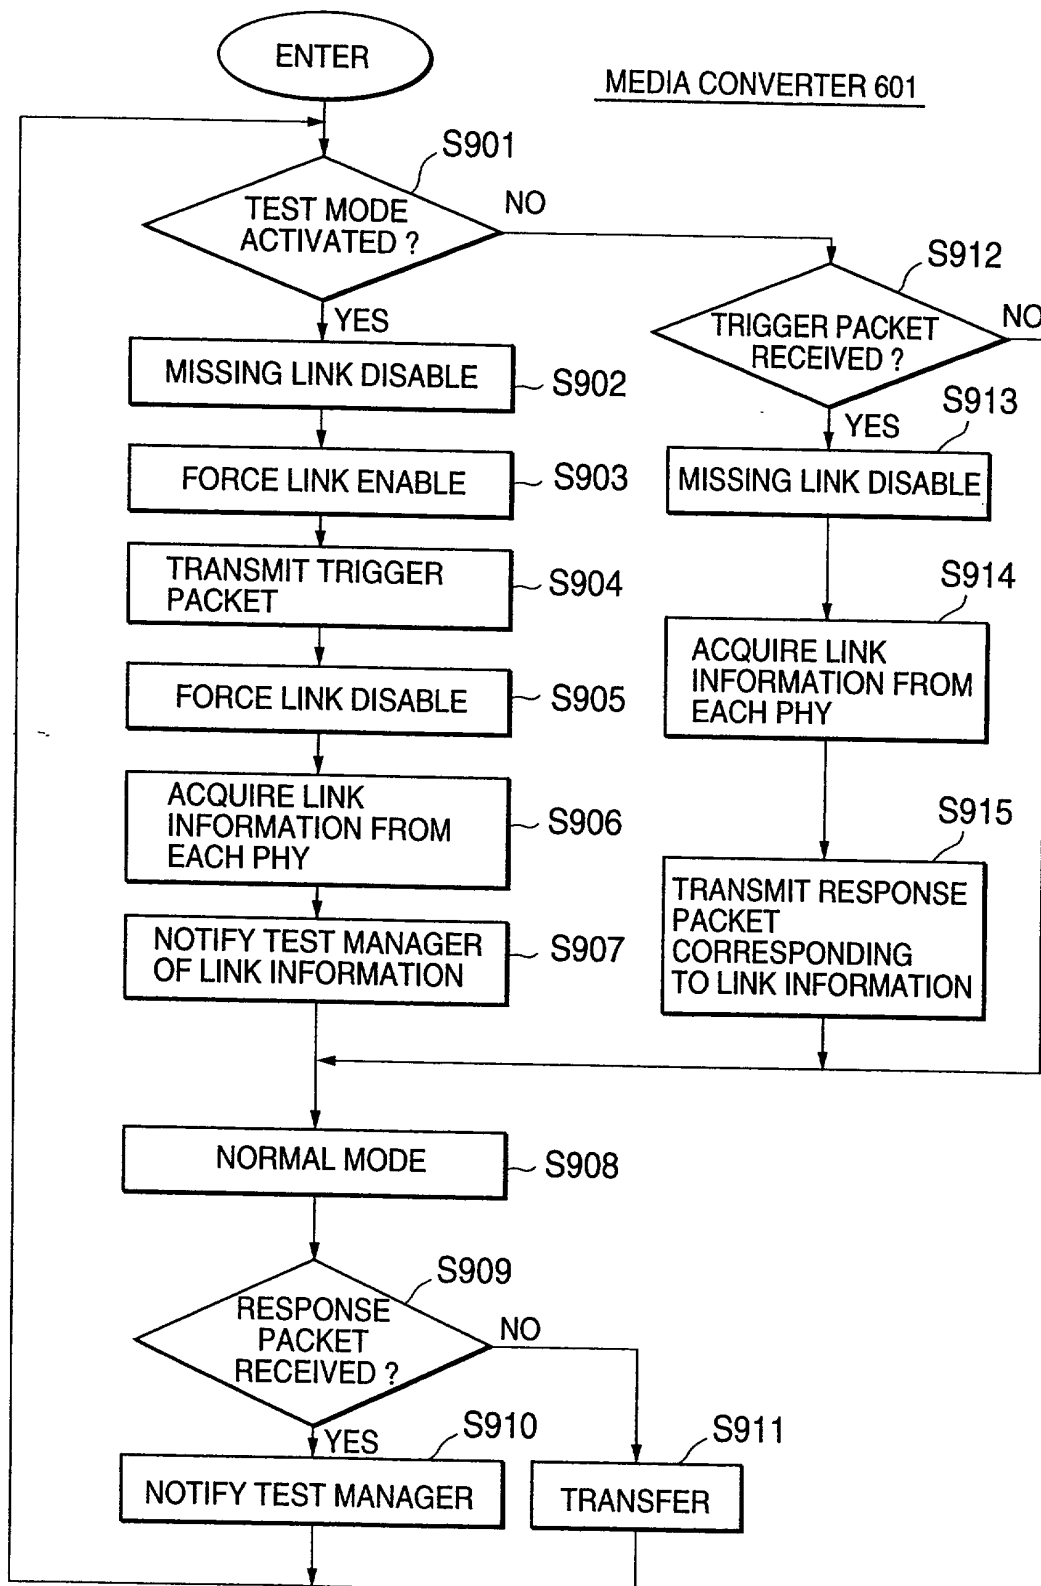 ENTER
MEDIA CONVERTER 601
S901
TEST MODE
ACTIVATED ?
NO
YES
S912
TRIGGER PACKET
RECEIVED ?
NO
YES
MISSING LINK DISABLE
S902
S913
MISSING LINK DISABLE
FORCE LINK ENABLE
S903
TRANSMIT TRIGGER
PACKET
S904
S914
ACQUIRE LINK
INFORMATION FROM
EACH PHY
FORCE LINK DISABLE
S905
ACQUIRE LINK
INFORMATION FROM
EACH PHY
S906
S915
TRANSMIT RESPONSE
PACKET
CORRESPONDING
TO LINK INFORMATION
NOTIFY TEST MANAGER
OF LINK INFORMATION
S907
NORMAL MODE
S908
S909
RESPONSE
PACKET
RECEIVED ?
NO
YES
S910
NOTIFY TEST MANAGER
S911
TRANSFER